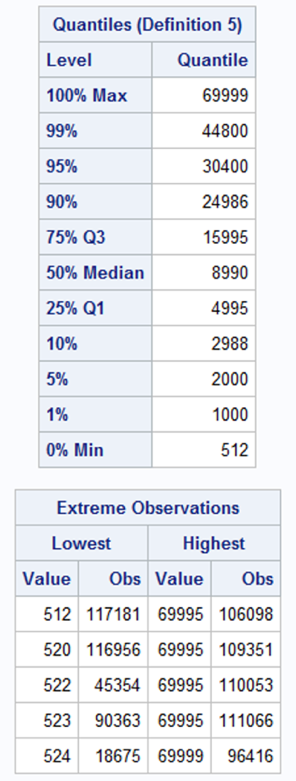 Quantiles (Definition 5)
Level Quantile
100% Max 69999
99% 44800
95% 30400
90% 24986
75% Q3 15995
50% Median 8990
25% Q1 4995
10% 2988
5% 2000
1% 1000
0% Min 512
Extreme Observations
Lowest Highest
Value Obs Value Obs
512 117181 69995 106098
520 116956 69995 109351
522 45354 69995 110053
523 90363 69995 111066
524 18675 69999 96416